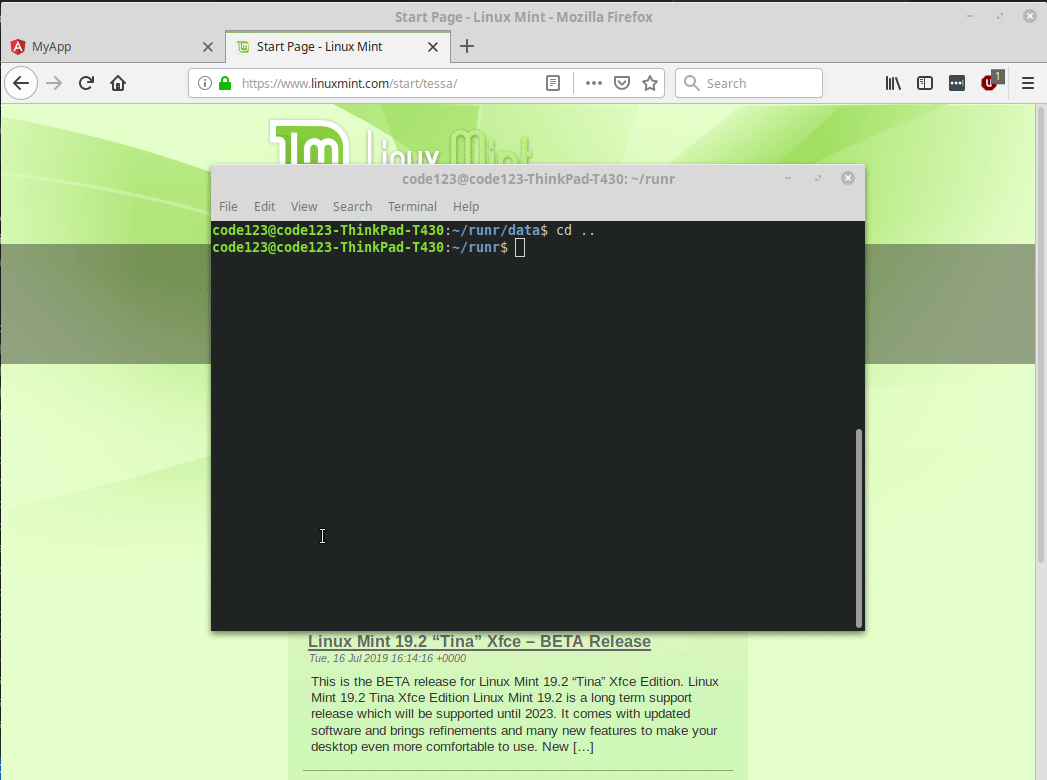 Start Page - Linux Mint - Mozilla Firefox
MyApp
Start Page - Linux Mint
https://www.linuxmint.com/start/tessa/
Search
1
lm Linux Mint
code123@code123-ThinkPad-T430: ~/runr
File Edit View Search Terminal Help
code123@code123-ThinkPad-T430:~/runr/data$ cd ..
code123@code123-ThinkPad-T430:~/runr$
Linux Mint 19.2 “Tina” Xfce – BETA Release
Tue, 16 Jul 2019 16:14:16 +0000
This is the BETA release for Linux Mint 19.2 “Tina” Xfce Edition. Linux
Mint 19.2 Tina Xfce Edition Linux Mint 19.2 is a long term support
release which will be supported until 2023. It comes with updated
software and brings refinements and many new features to make your
desktop even more comfortable to use. New […]